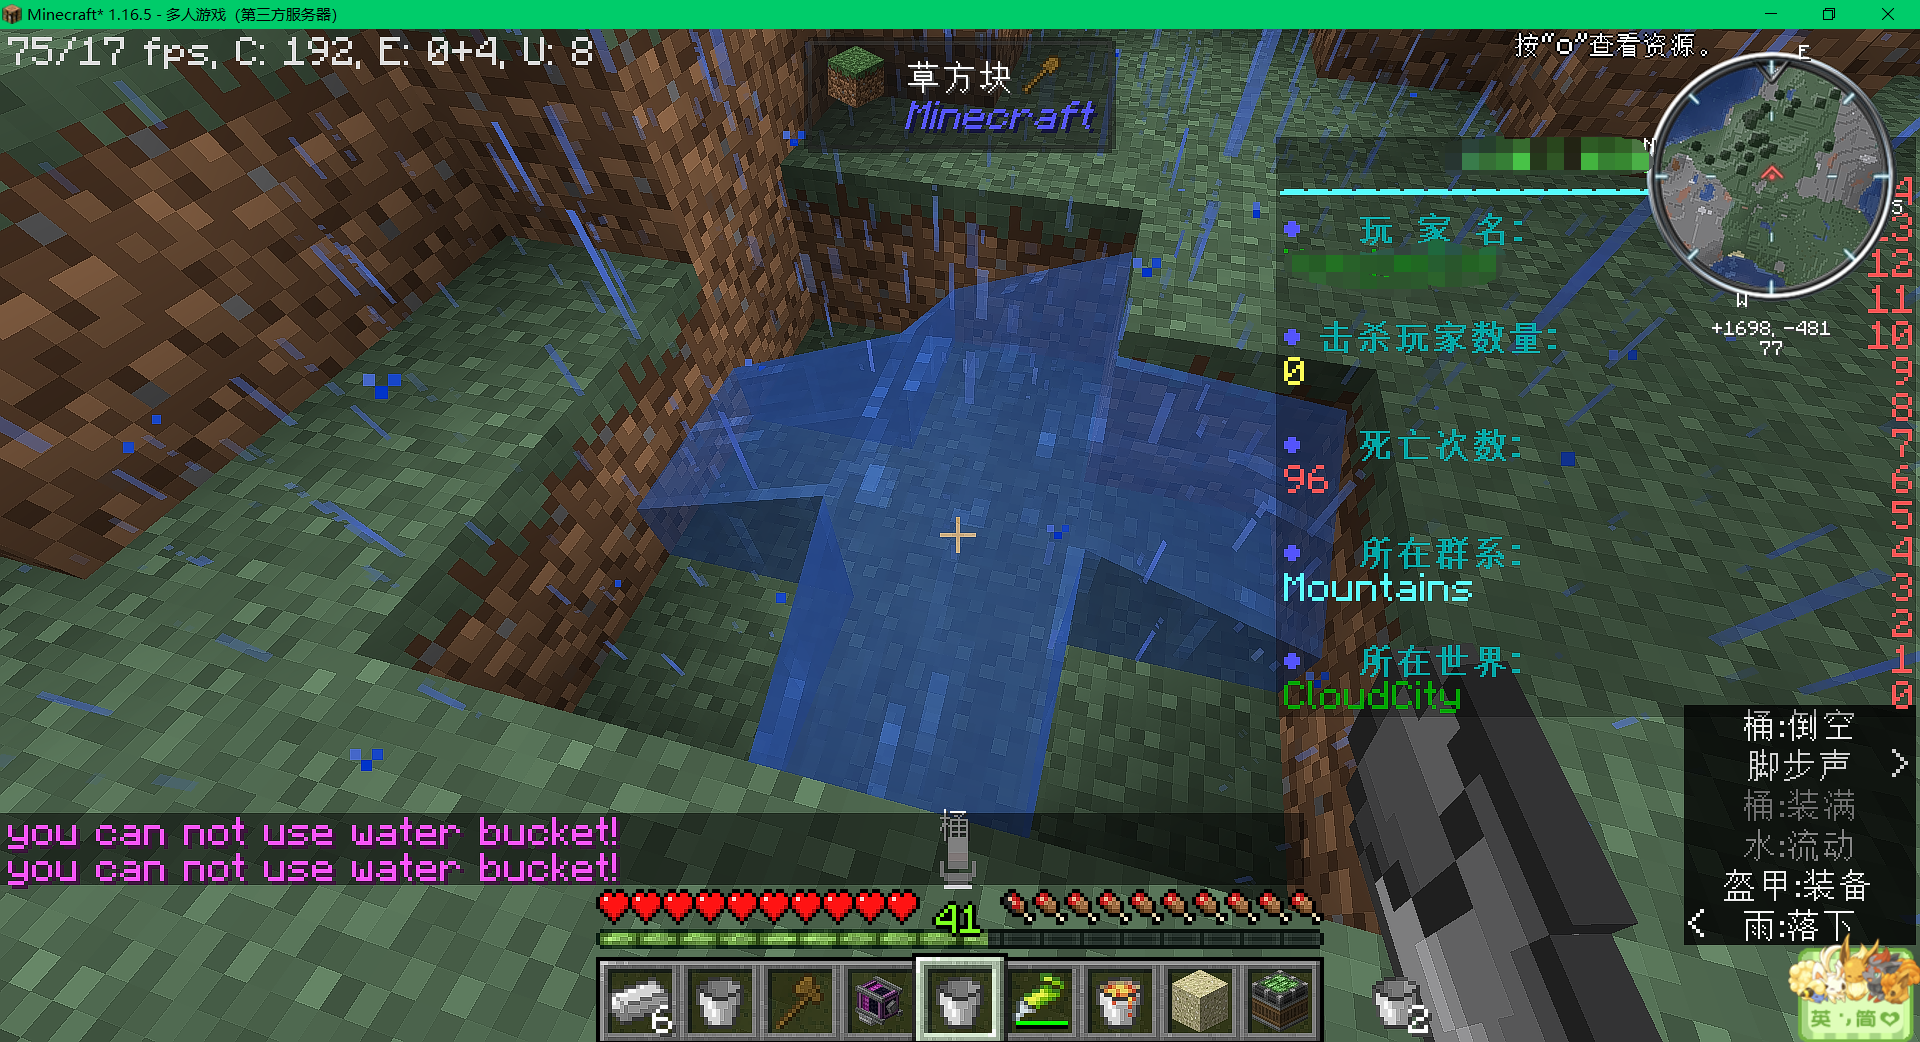 Minecraft* 1.16.5 - 多人游戏（第三方服务器）
75/17 fps, C: 192, E: 0+4, U: 8
草方块
Minecraft
按“o”查看资源。
E
N
S
W
+1698, -481
77
玩 家 名:
击杀玩家数量:
0
死亡次数:
96
所在群系:
Mountains
所在世界:
CloudCity
13
12
11
10
9
8
7
6
5
4
3
2
1
0
桶:倒空
脚步声 >
桶:装满
水:流动
盔甲:装备
< 雨:落下
you can not use water bucket!
you can not use water bucket!
桶
41
6
2
英 ·, 简